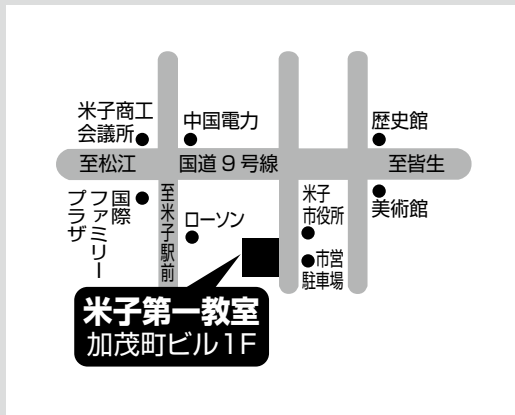 米子商工
会議所
中国電力
歴史館
至松江
国道9号線
至皆生
国際
ファミリー
プラザ
至米子駅前
ローソン
米子
市役所
美術館
市営
駐車場
米子第一教室
加茂町ビル1F